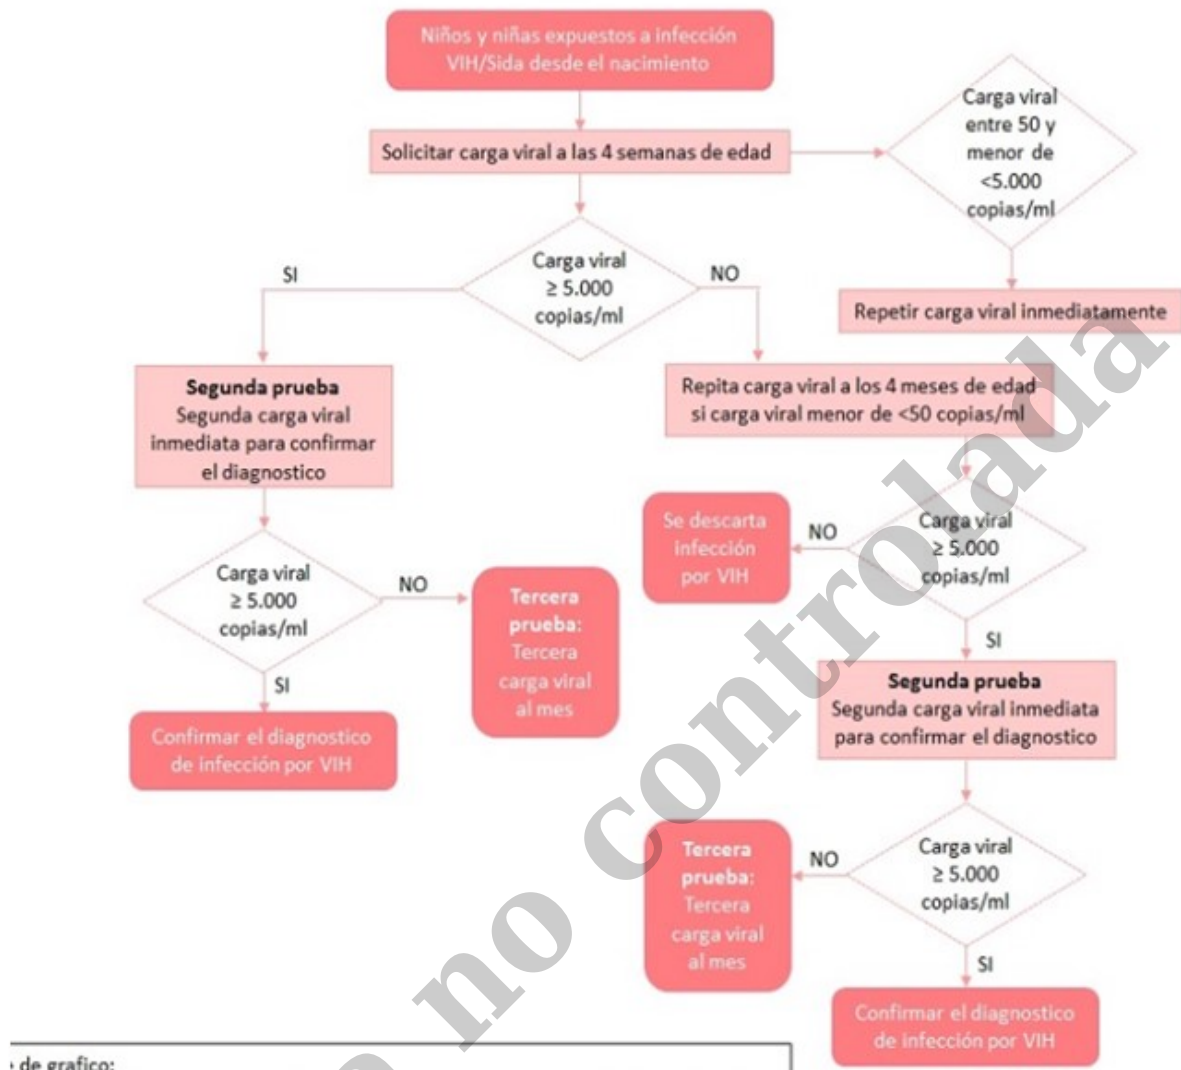 Niños y niñas expuestos a infección
VIH/Sida desde el nacimiento
Solicitar carga viral a las 4 semanas de edad
Carga viral
entre 50 y
menor de
<5.000
copias/ml
Repetir carga viral inmediatamente
Carga viral
≥ 5.000
copias/ml
SI
NO
Segunda prueba
Segunda carga viral
inmediata para confirmar
el diagnostico
Repita carga viral a los 4 meses de edad
si carga viral menor de <50 copias/ml
Carga viral
≥ 5.000
copias/ml
NO
SI
Tercera
prueba:
Tercera
carga viral
al mes
Confirmar el diagnostico
de infección por VIH
Carga viral
≥ 5.000
copias/ml
NO
Se descarta
infección
por VIH
SI
Segunda prueba
Segunda carga viral inmediata
para confirmar el diagnostico
Carga viral
≥ 5.000
copias/ml
NO
Tercera
prueba:
Tercera
carga viral
al mes
SI
Confirmar el diagnostico
de infección por VIH
de grafico:
no controlada